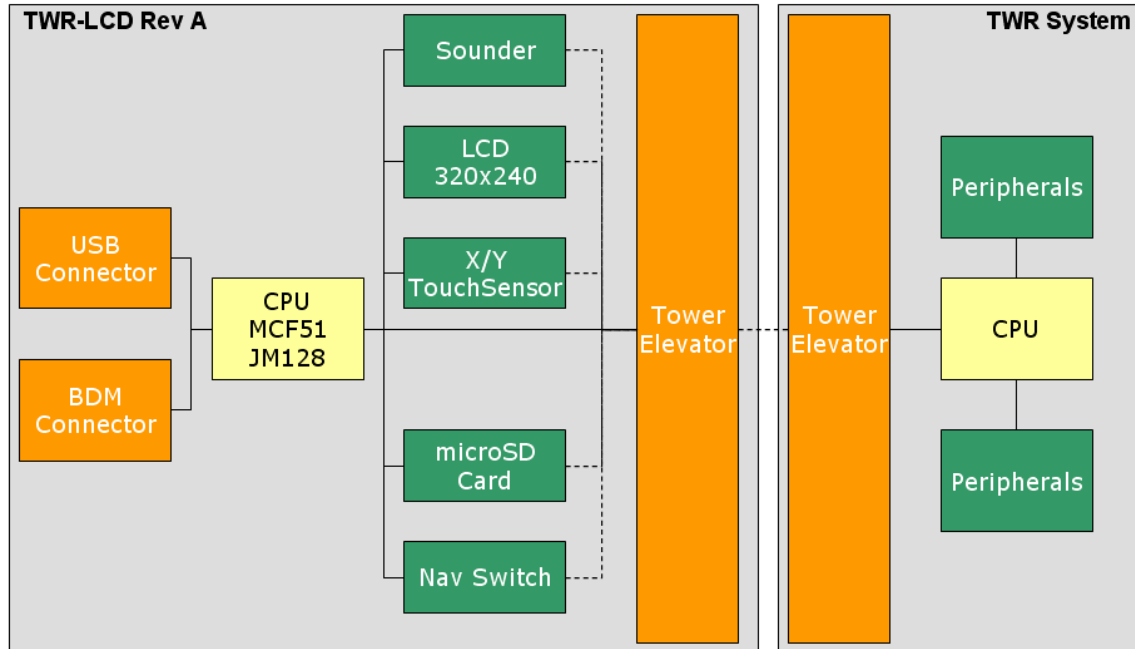 TWR-LCD Rev A
TWR System
Sounder
LCD
320x240
X/Y
TouchSensor
USB
Connector
BDM
Connector
CPU
MCF51
JM128
microSD
Card
Nav Switch
Tower
Elevator
Tower
Elevator
Peripherals
CPU
Peripherals